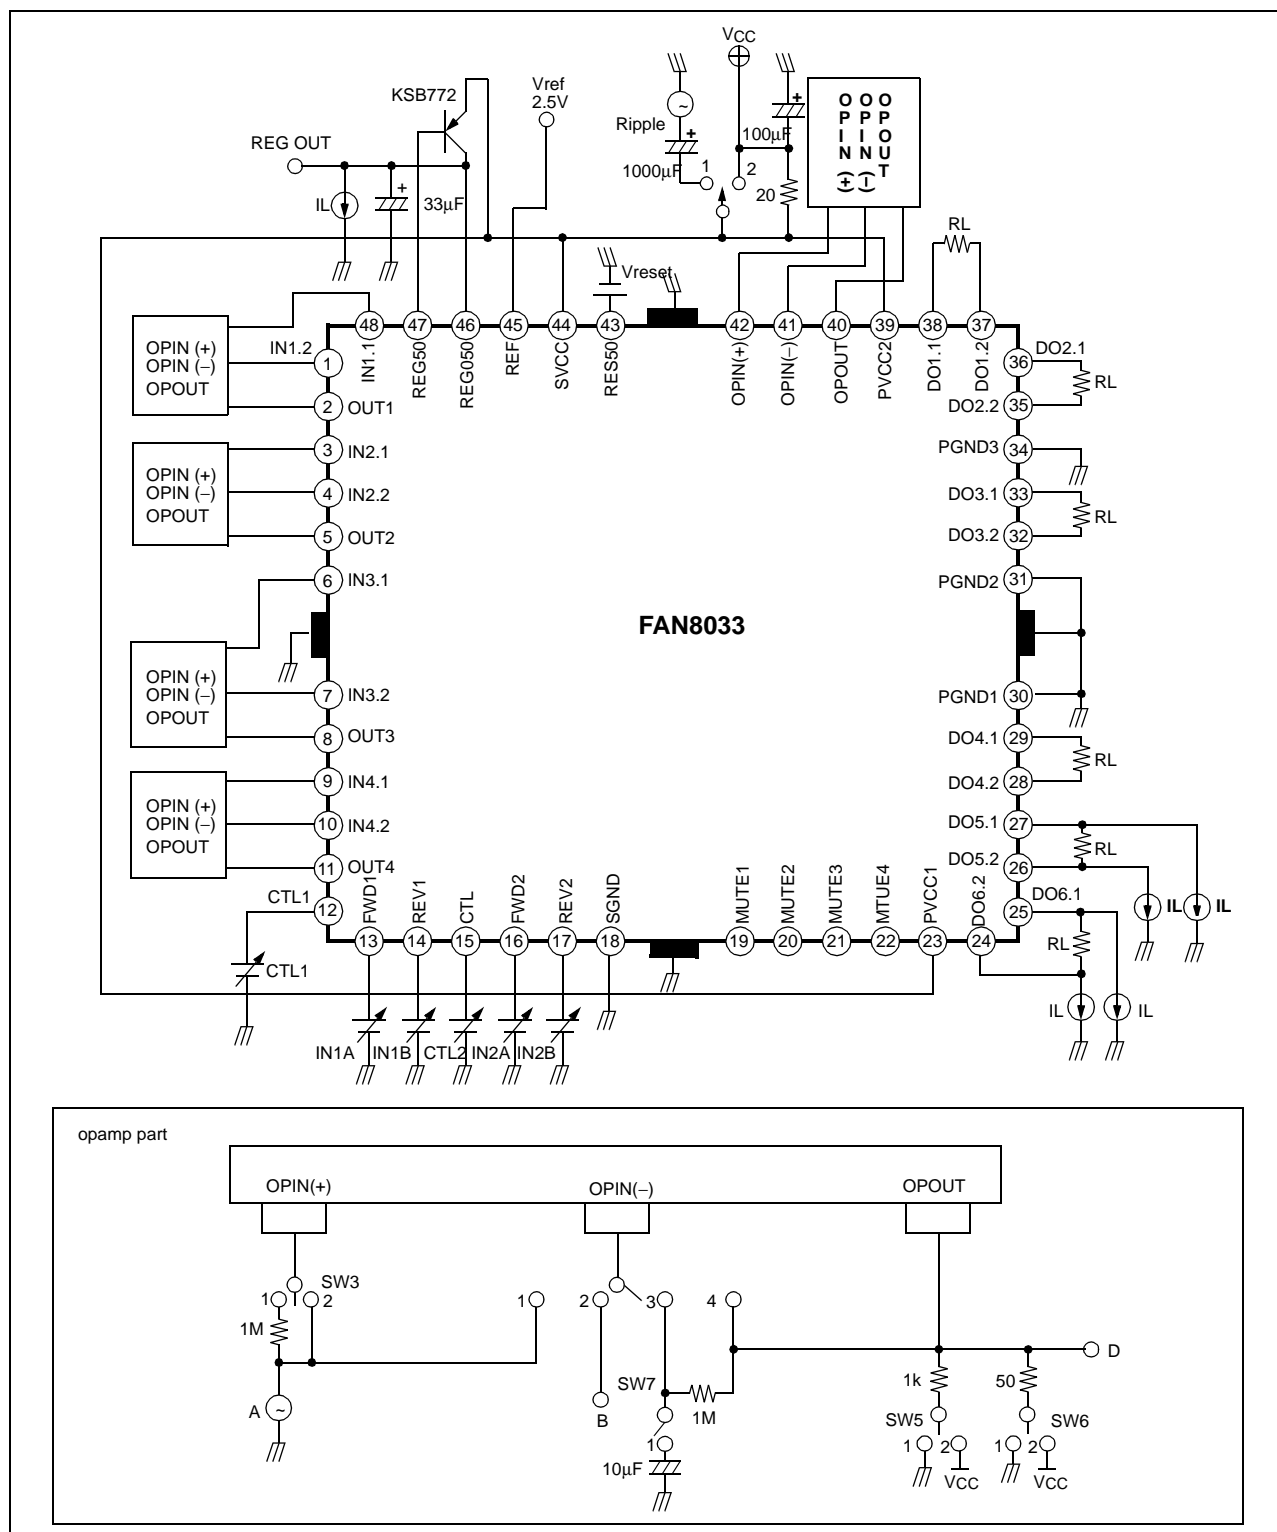 VCC
KSB772
Vref
2.5V
Ripple
1000µF
100µF
1
2
20
OPIN (+)
OPIN (−)
OPOUT
REG OUT
IL
+
33µF
+
+
~
RL
Vreset
48
47
46
45
44
43
42
41
40
39
38
37
IN1.1
REG50
REG050
REF
SVCC
RES50
OPIN(+)
OPIN(−)
OPOUT
PVCC2
DO1.1
DO1.2
OPIN (+)
OPIN (−)
OPOUT
IN1.2
1
2
OUT1
OPIN (+)
OPIN (−)
OPOUT
3
IN2.1
4
IN2.2
5
OUT2
6
IN3.1
OPIN (+)
OPIN (−)
OPOUT
7
IN3.2
8
OUT3
OPIN (+)
OPIN (−)
OPOUT
9
IN4.1
10
IN4.2
11
OUT4
CTL1
12
CTL1
FAN8033
36
DO2.1
RL
DO2.2
35
PGND3
34
DO3.1
33
RL
DO3.2
32
PGND2
31
PGND1
30
DO4.1
29
RL
DO4.2
28
DO5.1
27
RL
DO5.2
26
DO6.1
25
IL
IL
RL
IL
IL
FWD1
REV1
CTL
FWD2
REV2
SGND
MUTE1
MUTE2
MUTE3
MTUE4
PVCC1
DO6.2
13
14
15
16
17
18
19
20
21
22
23
24
IN1A
IN1B
CTL2
IN2A
IN2B
opamp part
OPIN(+)
OPIN(−)
OPOUT
SW3
1
2
1M
A
~
1
2
3
4
B
SW7
1M
1
10µF
D
1k
50
SW5
SW6
1
2
1
2
VCC
VCC